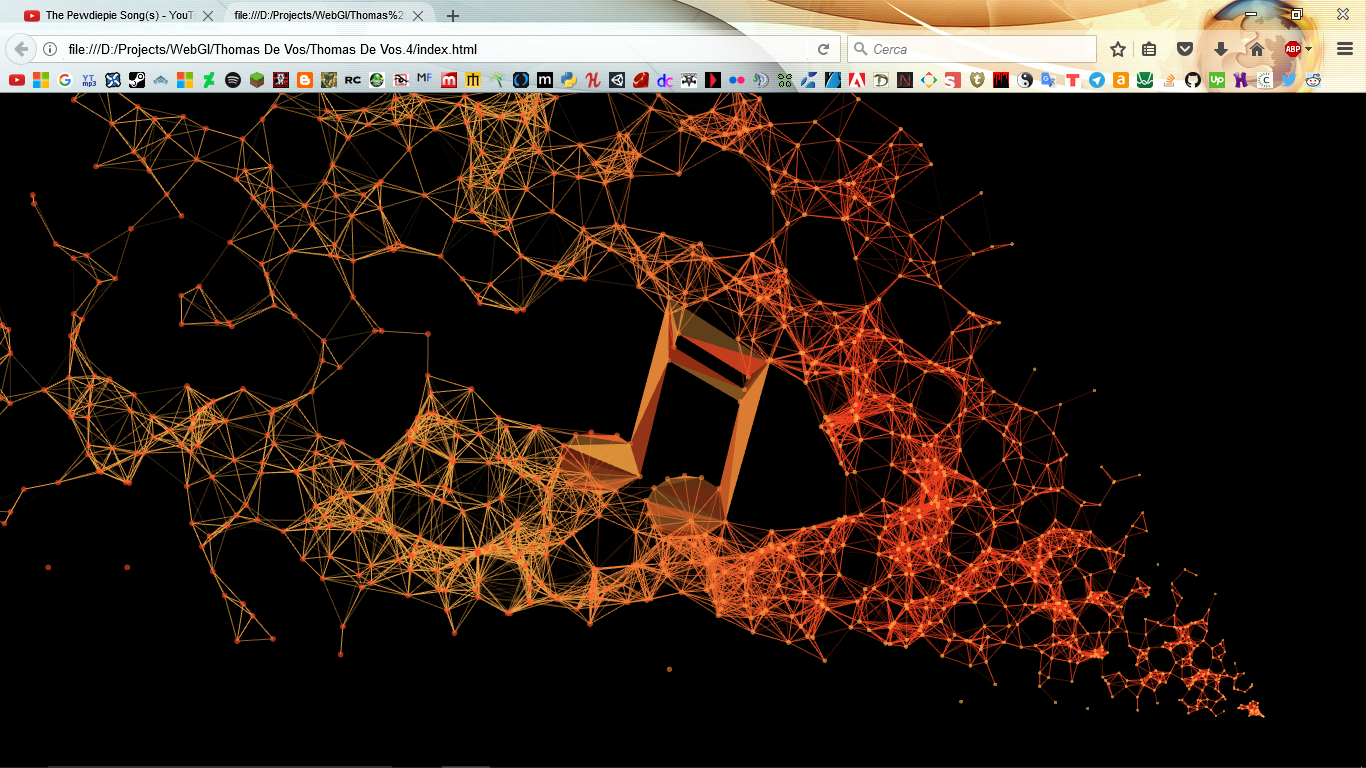 The Pewdiepie Song(s) - YouT
file:///D:/Projects/WebGl/Thomas%2
file:///D:/Projects/WebGl/Thomas De Vos/Thomas De Vos.4/index.html
Cerca
ABP
YT mp3
RC
MF
m
m
dc
N
S
T
a
UP
C